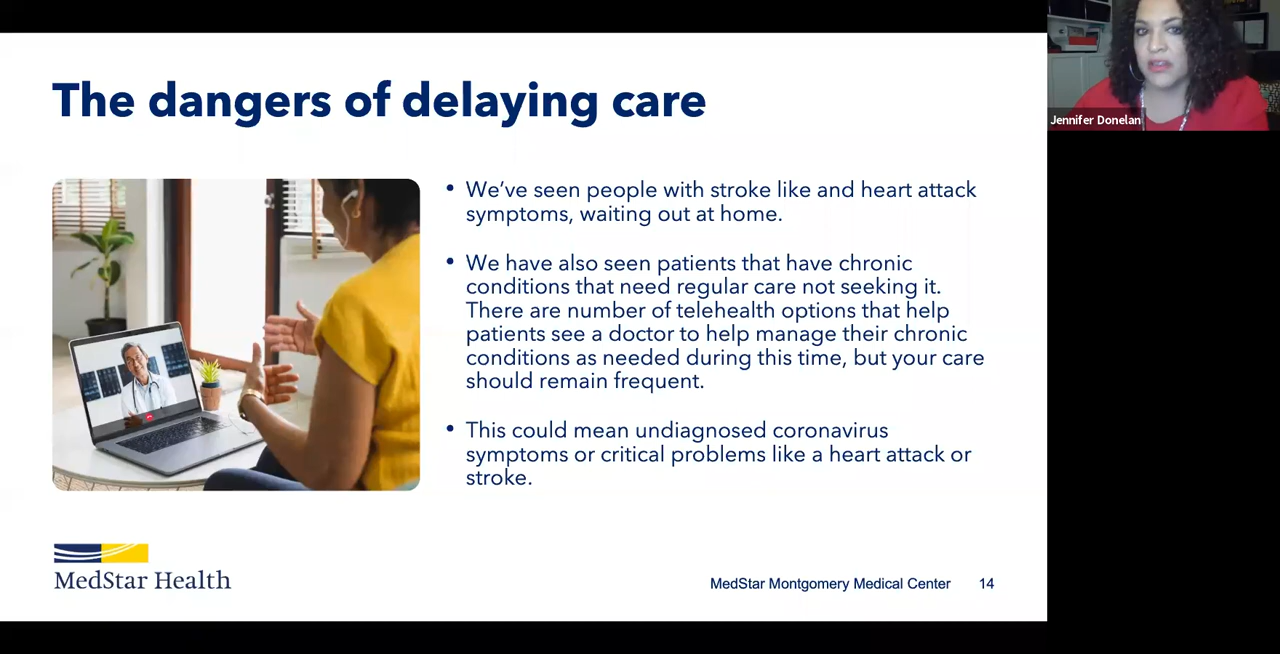 The dangers of delaying care
• We’ve seen people with stroke like and heart attack
symptoms, waiting out at home.
• We have also seen patients that have chronic
conditions that need regular care not seeking it.
There are number of telehealth options that help
patients see a doctor to help manage their chronic
conditions as needed during this time, but your care
should remain frequent.
• This could mean undiagnosed coronavirus
symptoms or critical problems like a heart attack or
stroke.
MedStar Health
MedStar Montgomery Medical Center 14
Jennifer Donelan